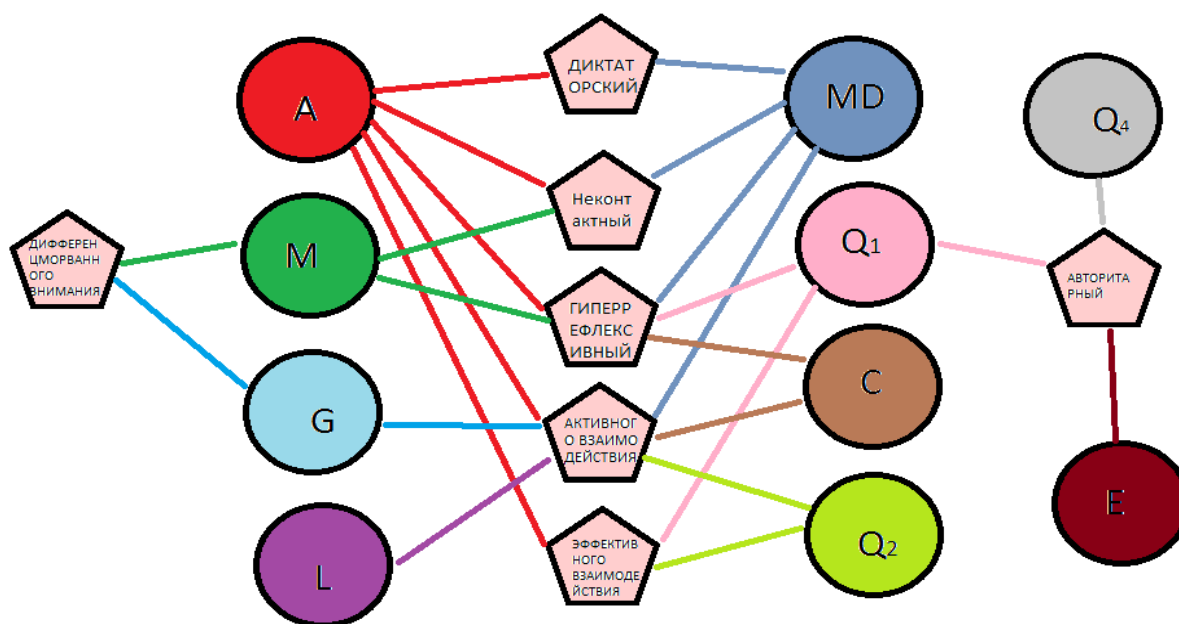 A
ДИКТАТ
ОРСКИЙ
MD
Q4
Неконт
актный
ДИФФЕРЕН
ЦМОРВАНН
ОГО
ВНИМАНИЯ
M
Q1
АВТОРИТА
РНЫЙ
ГИПЕРР
ЕФЛЕКС
ИВНЫЙ
C
G
АКТИВНОГ
О ВЗАИМО
ДЕЙСТВИЯ
E
Q2
L
ЭФФЕКТИВ
НОГО
ВЗАИМОДЕ
ЙСТВИЯ